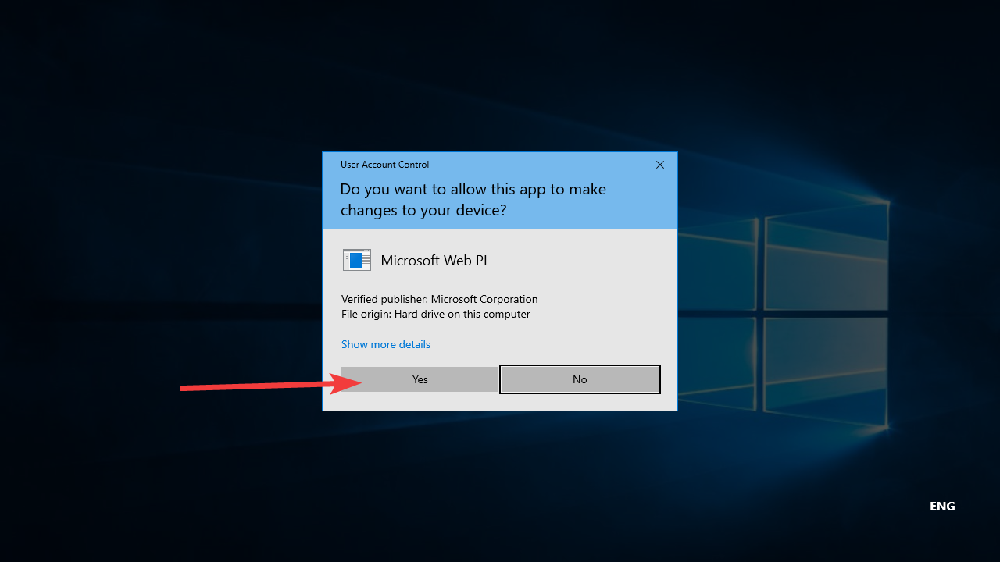 User Account Control
Do you want to allow this app to make
changes to your device?
Microsoft Web PI
Verified publisher: Microsoft Corporation
File origin: Hard drive on this computer
Show more details
Yes
No
ENG